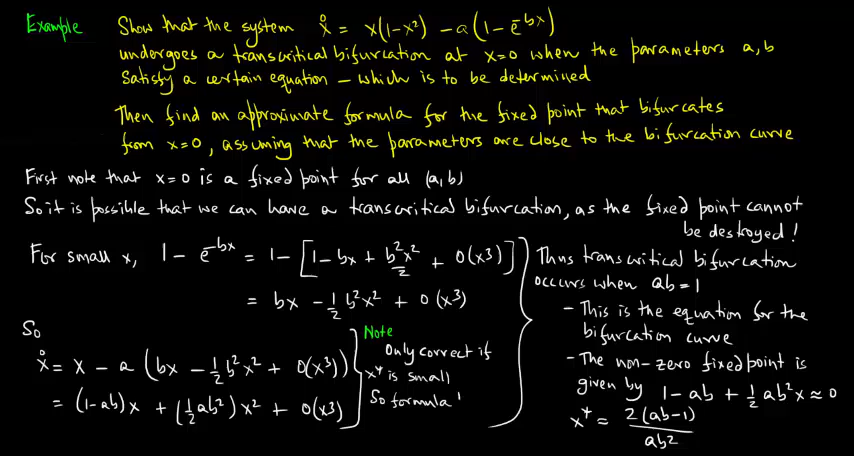 Example Show that the system ẋ = x(1-x²) - a(1-e^-bx)
undergoes a transcritical bifurcation at x=0 when the parameters a, b
satisfy a certain equation - which is to be determined
Then find an approximate formula for the fixed point that bifurcates
from x=0, assuming that the parameters are close to the bifurcation curve
First note that x=0 is a fixed point for all (a,b)
So it is possible that we can have a transcritical bifurcation, as the fixed point cannot
be destroyed!
For small x, 1 - e^-bx = 1 - [1 - bx + b²x²/2 + O(x³)]
= bx - ½b²x² + O(x³)
So
ẋ = x - a(bx - ½b²x² + O(x³))
= (1-ab)x + (½ab²)x² + O(x³)
Note
Only correct if
x* is small
So formula
Thus transcritical bifurcation
occurs when ab=1
- This is the equation for the
bifurcation curve
- The non-zero fixed point is
given by 1-ab + ½ab²x ≈ 0
x* = 2(ab-1)/ab²